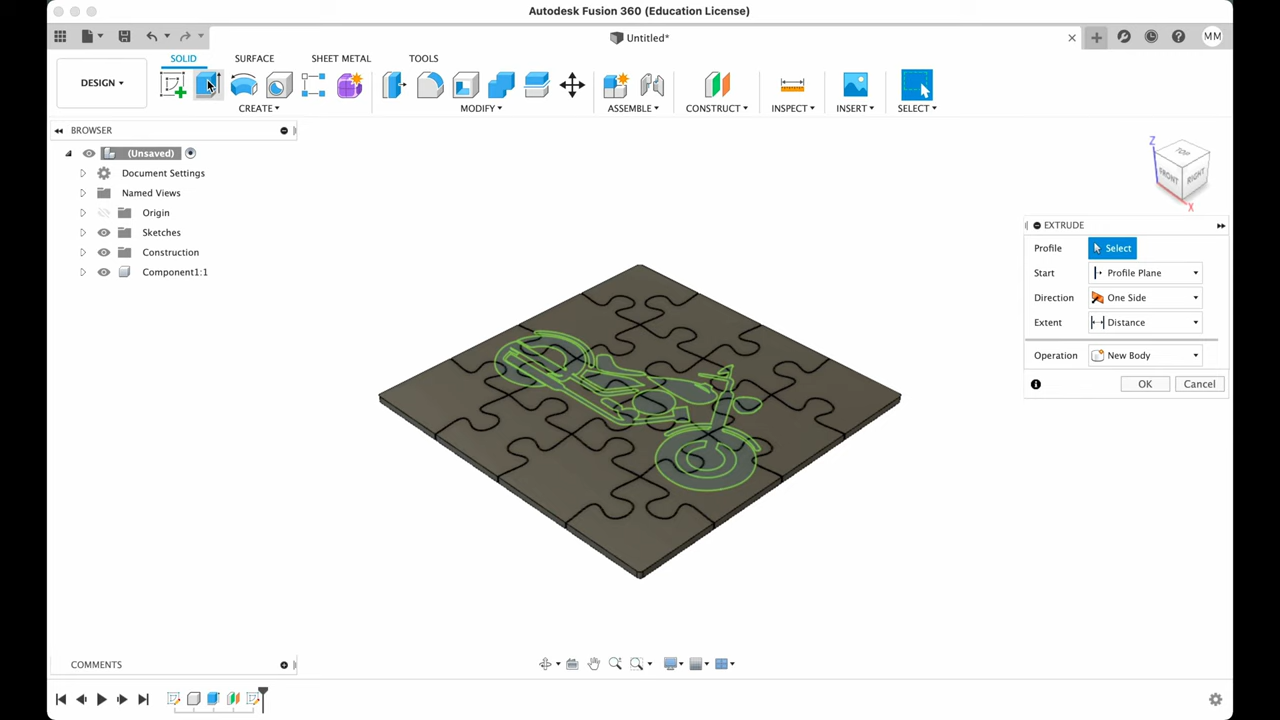 Autodesk Fusion 360 (Education License)
Untitled*
MM
SOLID SURFACE SHEET METAL TOOLS
DESIGN
CREATE MODIFY ASSEMBLE CONSTRUCT INSPECT INSERT SELECT
BROWSER
(Unsaved)
Document Settings
Named Views
Origin
Sketches
Construction
Component1:1
Z
TOP
FRONT
RIGHT
X
EXTRUDE
Profile Select
Start Profile Plane
Direction One Side
Extent Distance
Operation New Body
OK Cancel
COMMENTS